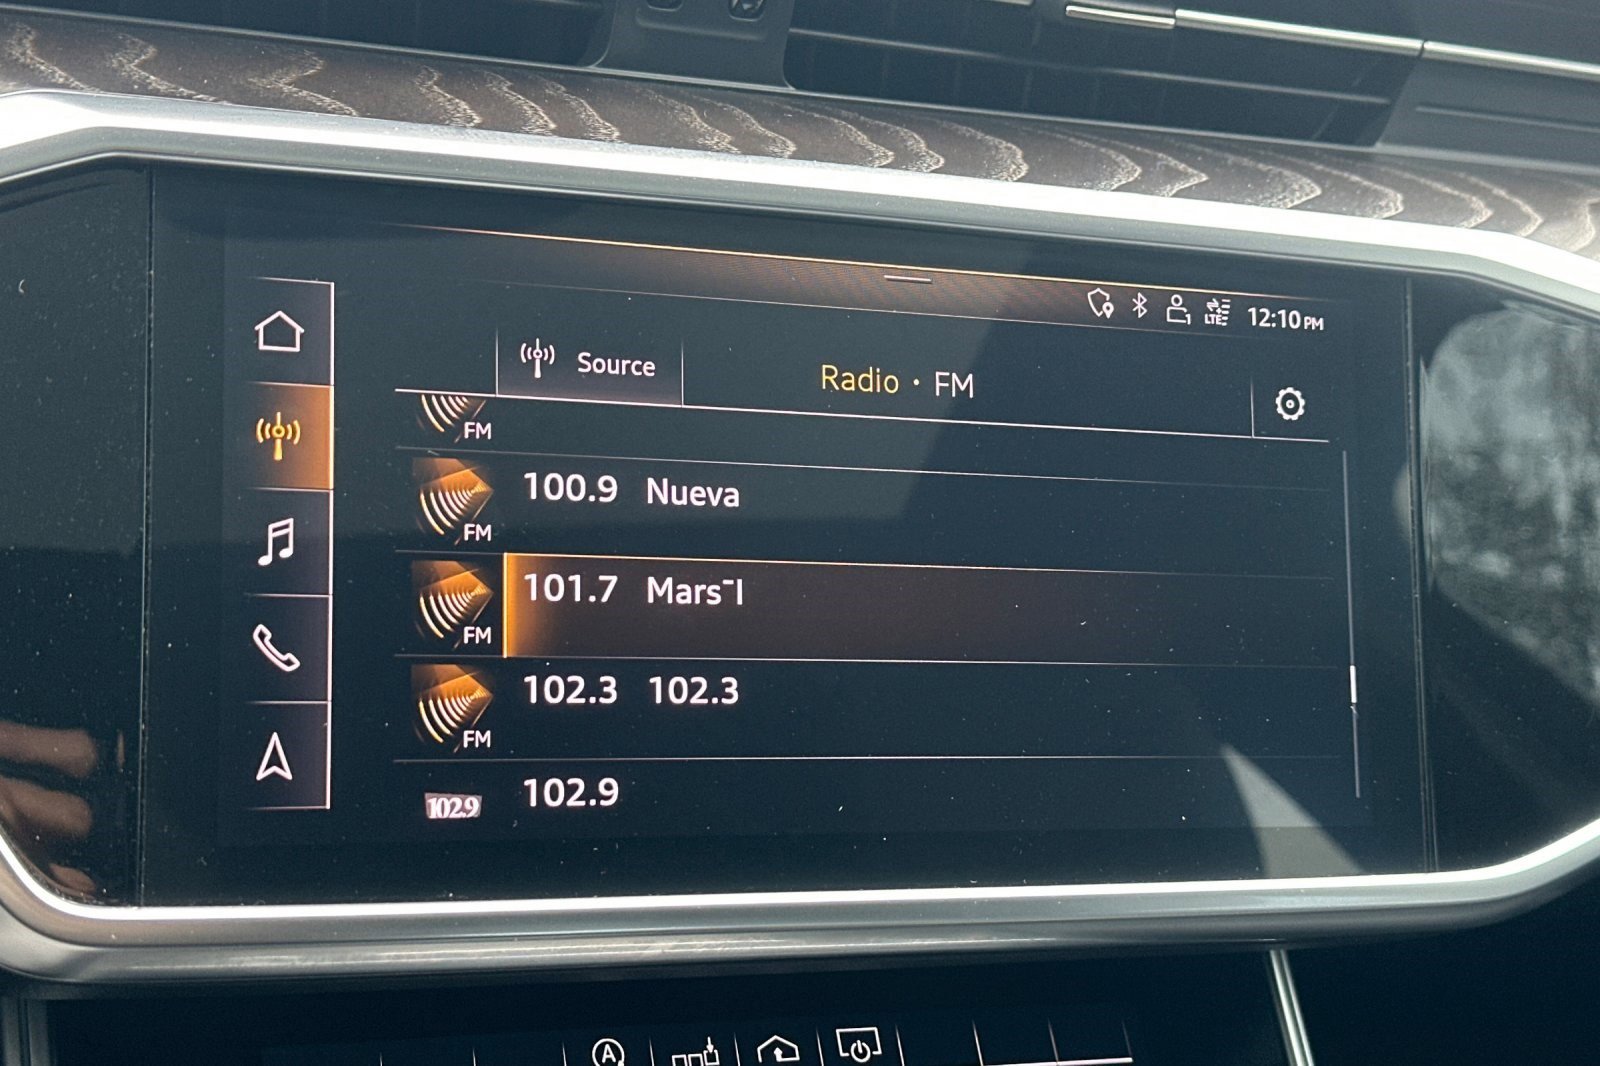 LTE 12:10 PM
Source
Radio • FM
FM
100.9 Nueva
FM
101.7 Mars¯I
FM
102.3 102.3
FM
102.9 102.9
A